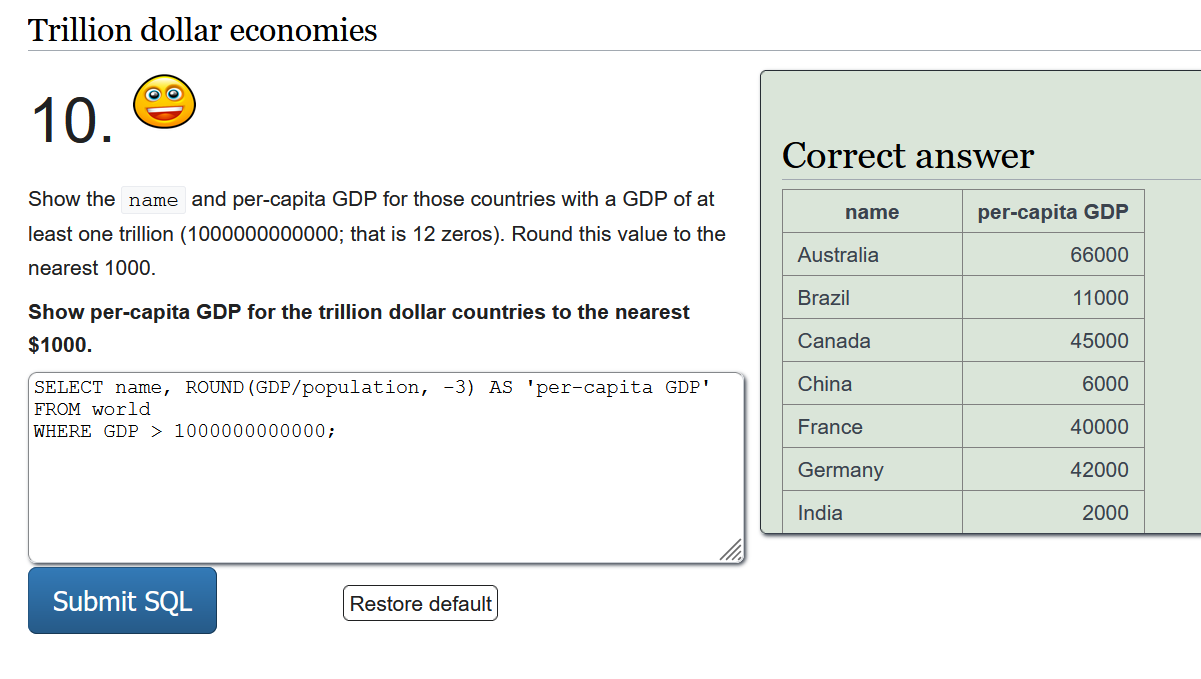 Trillion dollar economies
10.
Show the name and per-capita GDP for those countries with a GDP of at
least one trillion (1000000000000; that is 12 zeros). Round this value to the
nearest 1000.
Show per-capita GDP for the trillion dollar countries to the nearest
$1000.
SELECT name, ROUND(GDP/population, -3) AS 'per-capita GDP'
FROM world
WHERE GDP > 1000000000000;
Submit SQL
Restore default
Correct answer
name per-capita GDP
Australia 66000
Brazil 11000
Canada 45000
China 6000
France 40000
Germany 42000
India 2000